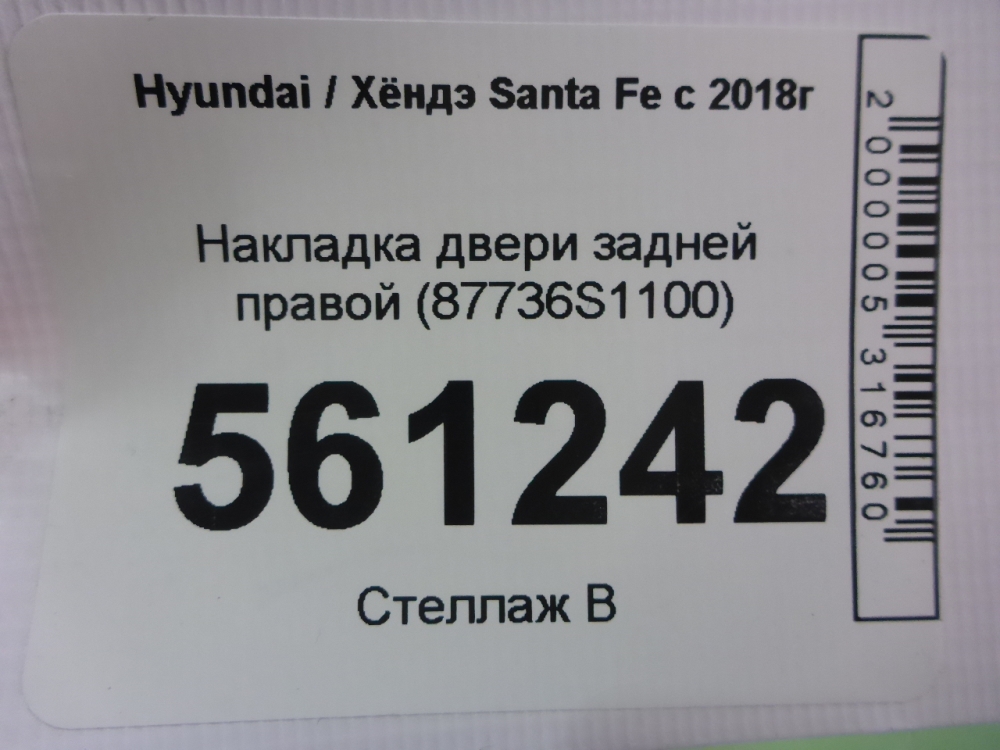 Hyundai / Хёндэ Santa Fe с 2018г
Накладка двери задней
правой (87736S1100)
561242
Стеллаж В
2000005316760